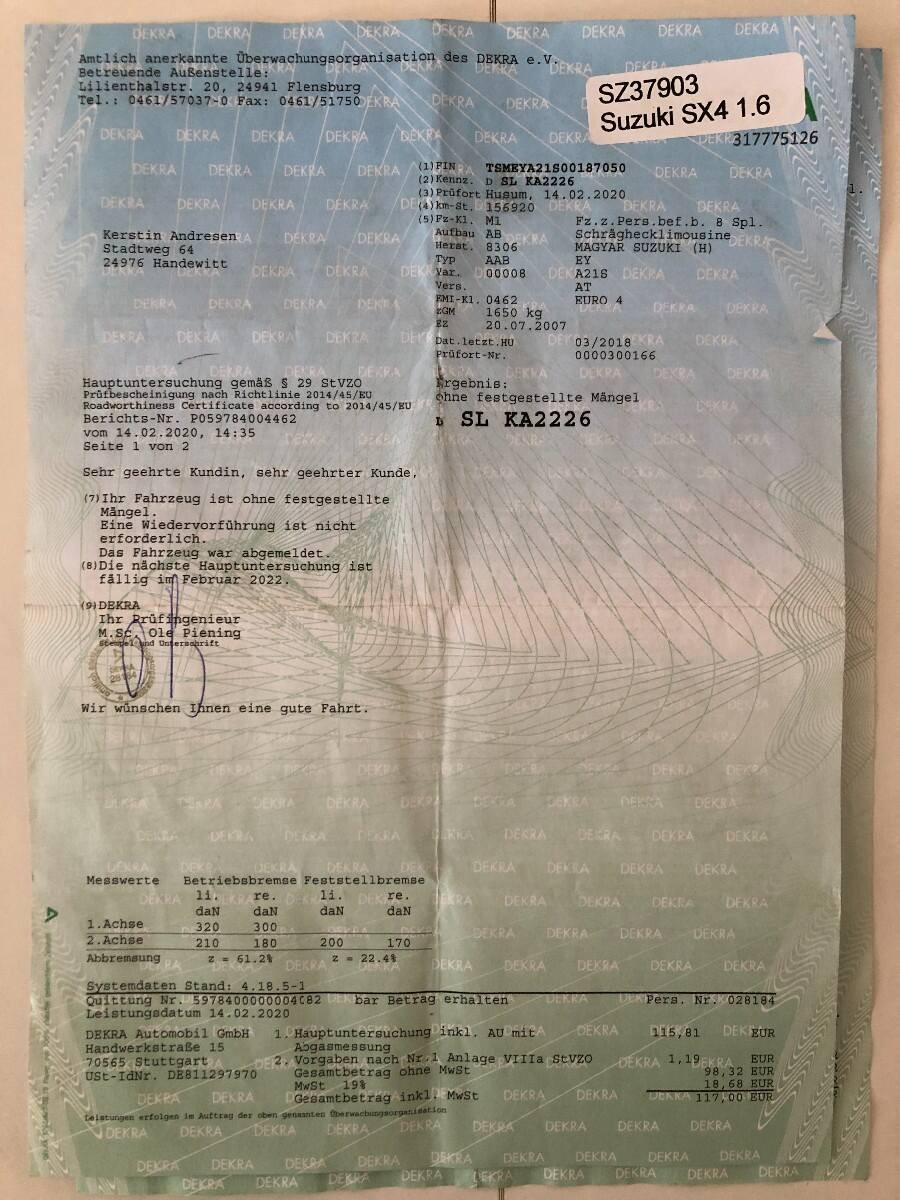 Amtlich anerkannte Überwachungsorganisation des DEKRA e.V.
Betreuende Außenstelle:
Lilienthalstr. 20, 24941 Flensburg
Tel.: 0461/57037-0 Fax: 0461/51750
SZ37903
Suzuki SX4 1.6
317775126
(1) FIN TSMEYA21S00187050
(2) Kennz. D SL KA2226
(3) Prüfort Husum, 14.02.2020
(4) km-St. 156920
(5) Fz-Kl. M1 Fz.z.Pers.bef.b. 8 Spl.
Aufbau AB Schräghecklimousine
Herst. 8306 MAGYAR SUZUKI (H)
Typ AAB EY
Var. 00008 A21S
Vers. AT
EMI-Kl. 0462 EURO 4
zGM 1650 kg
EZ 20.07.2007
Dat.letzt.HU 03/2018
Prüfort-Nr. 0000300166
Kerstin Andresen
Stadtweg 64
24976 Handewitt
Hauptuntersuchung gemäß § 29 StVZO
Prüfbescheinigung nach Richtlinie 2014/45/EU
Roadworthiness Certificate according to 2014/45/EU
Berichts-Nr. P059784004462
vom 14.02.2020, 14:35
Seite 1 von 2
Ergebnis:
ohne festgestellte Mängel
D SL KA2226
Sehr geehrte Kundin, sehr geehrter Kunde,
(7) Ihr Fahrzeug ist ohne festgestellte
Mängel.
Eine Wiedervorführung ist nicht
erforderlich.
Das Fahrzeug war abgemeldet.
(8) Die nächste Hauptuntersuchung ist
fällig im Februar 2022.
(9) DEKRA
Ihr Prüfingenieur
M.Sc. Ole Piening
Stempel und Unterschrift
DEKRA
28184
Wir wünschen Ihnen eine gute Fahrt.
Messwerte Betriebsbremse Feststellbremse
li. re. li. re.
daN daN daN daN
1.Achse 320 300
2.Achse 210 180 200 170
Abbremsung z = 61.2% z = 22.4%
Systemdaten Stand: 4.18.5-1
Quittung Nr. 5978400000004082 bar Betrag erhalten Pers. Nr. 028184
Leistungsdatum 14.02.2020
DEKRA Automobil GmbH
Handwerkstraße 15
70565 Stuttgart
USt-IdNr. DE811297970
1. Hauptuntersuchung inkl. AU mit 115,81 EUR
Abgasmessung
2. Vorgaben nach Nr.1 Anlage VIIIa StVZO 1,19 EUR
Gesamtbetrag ohne MwSt 98,32 EUR
MwSt 19% 18,68 EUR
Gesamtbetrag inkl. MwSt 117,00 EUR
Leistungen erfolgen im Auftrag der oben genannten Überwachungsorganisation